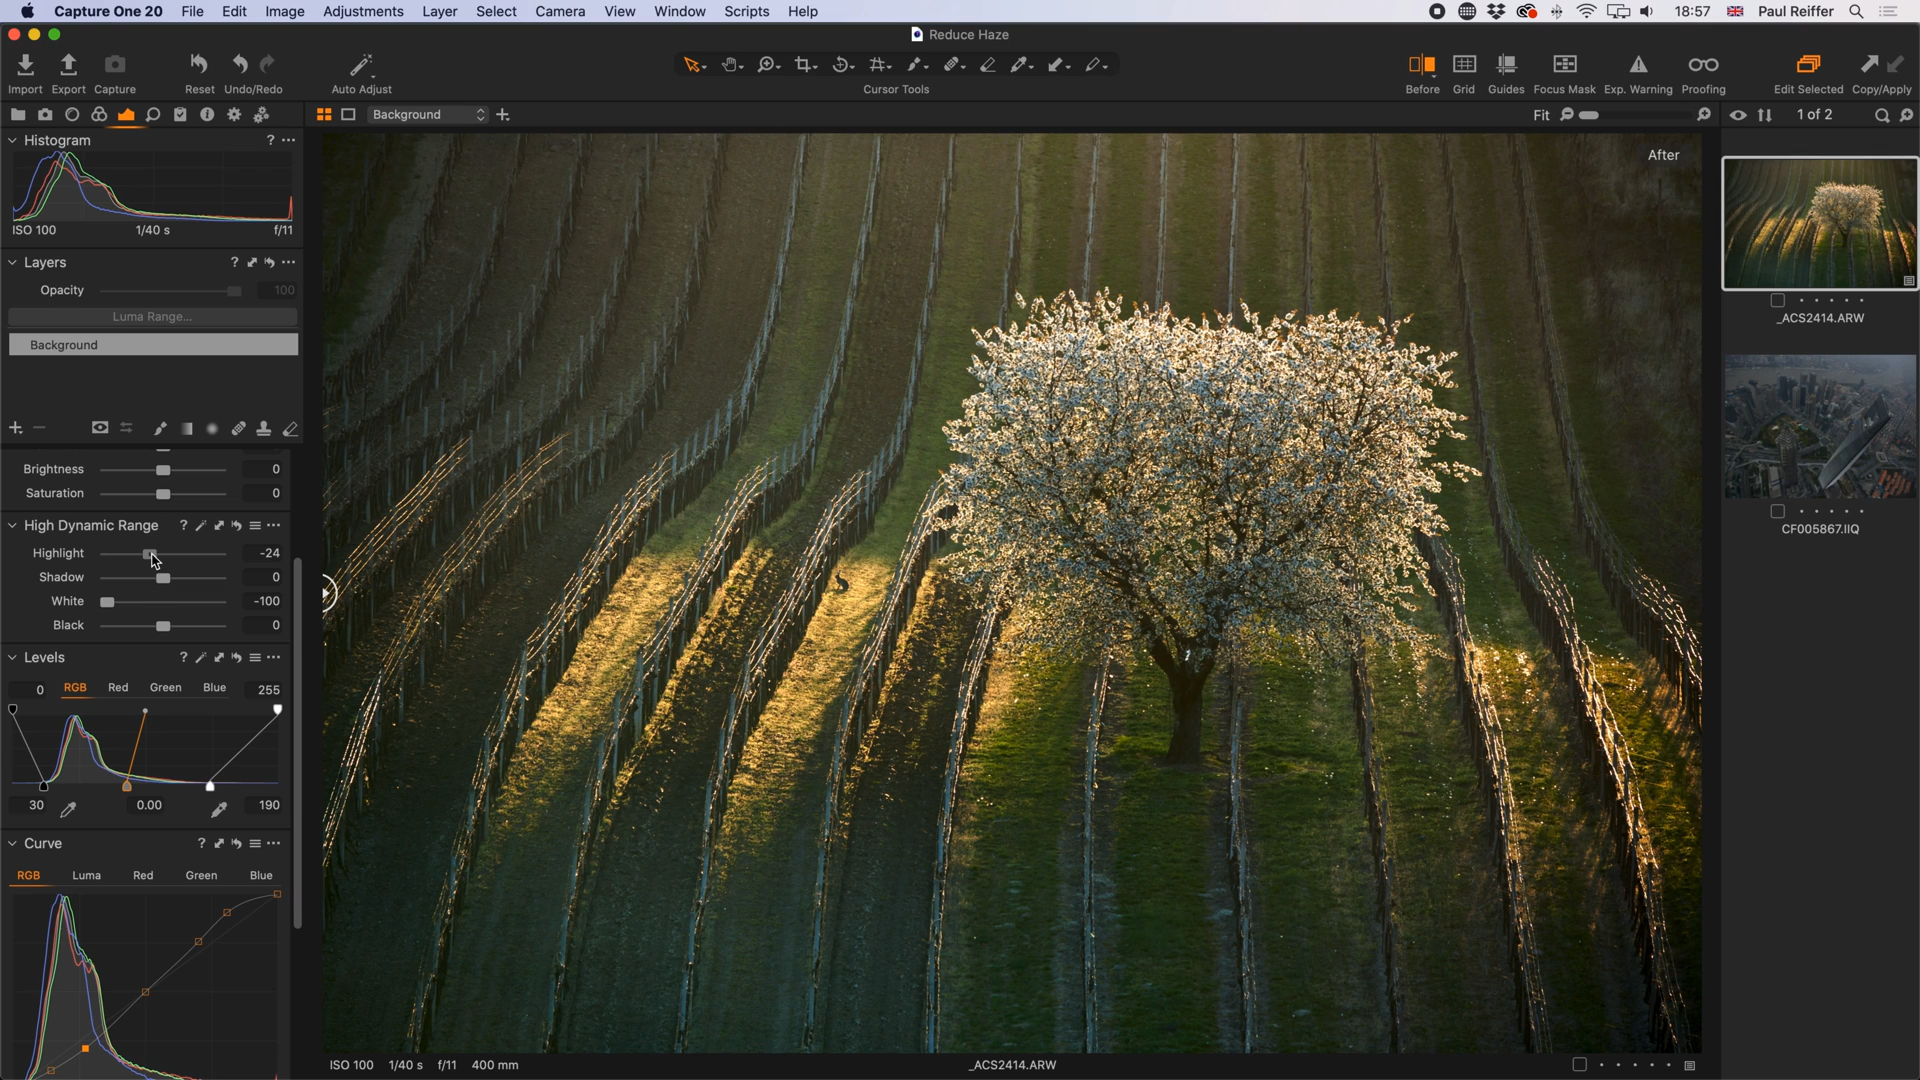 Capture One 20 File Edit Image Adjustments Layer Select Camera View Window Scripts Help 18:57 Paul Reiffer
Reduce Haze
Import Export Capture Reset Undo/Redo Auto Adjust Cursor Tools Before Grid Guides Focus Mask Exp. Warning Proofing Edit Selected Copy/Apply
Background Fit 1 of 2
Histogram ?
After
ISO 100 1/40 s f/11
Layers ?
Opacity 100
Luma Range...
Background
_ACS2414.ARW
CF005867.IIQ
Brightness 0
Saturation 0
High Dynamic Range ?
Highlight -24
Shadow 0
White -100
Black 0
Levels ?
0 RGB Red Green Blue 255
30 0.00 190
Curve ?
RGB Luma Red Green Blue
ISO 100 1/40 s f/11 400 mm _ACS2414.ARW